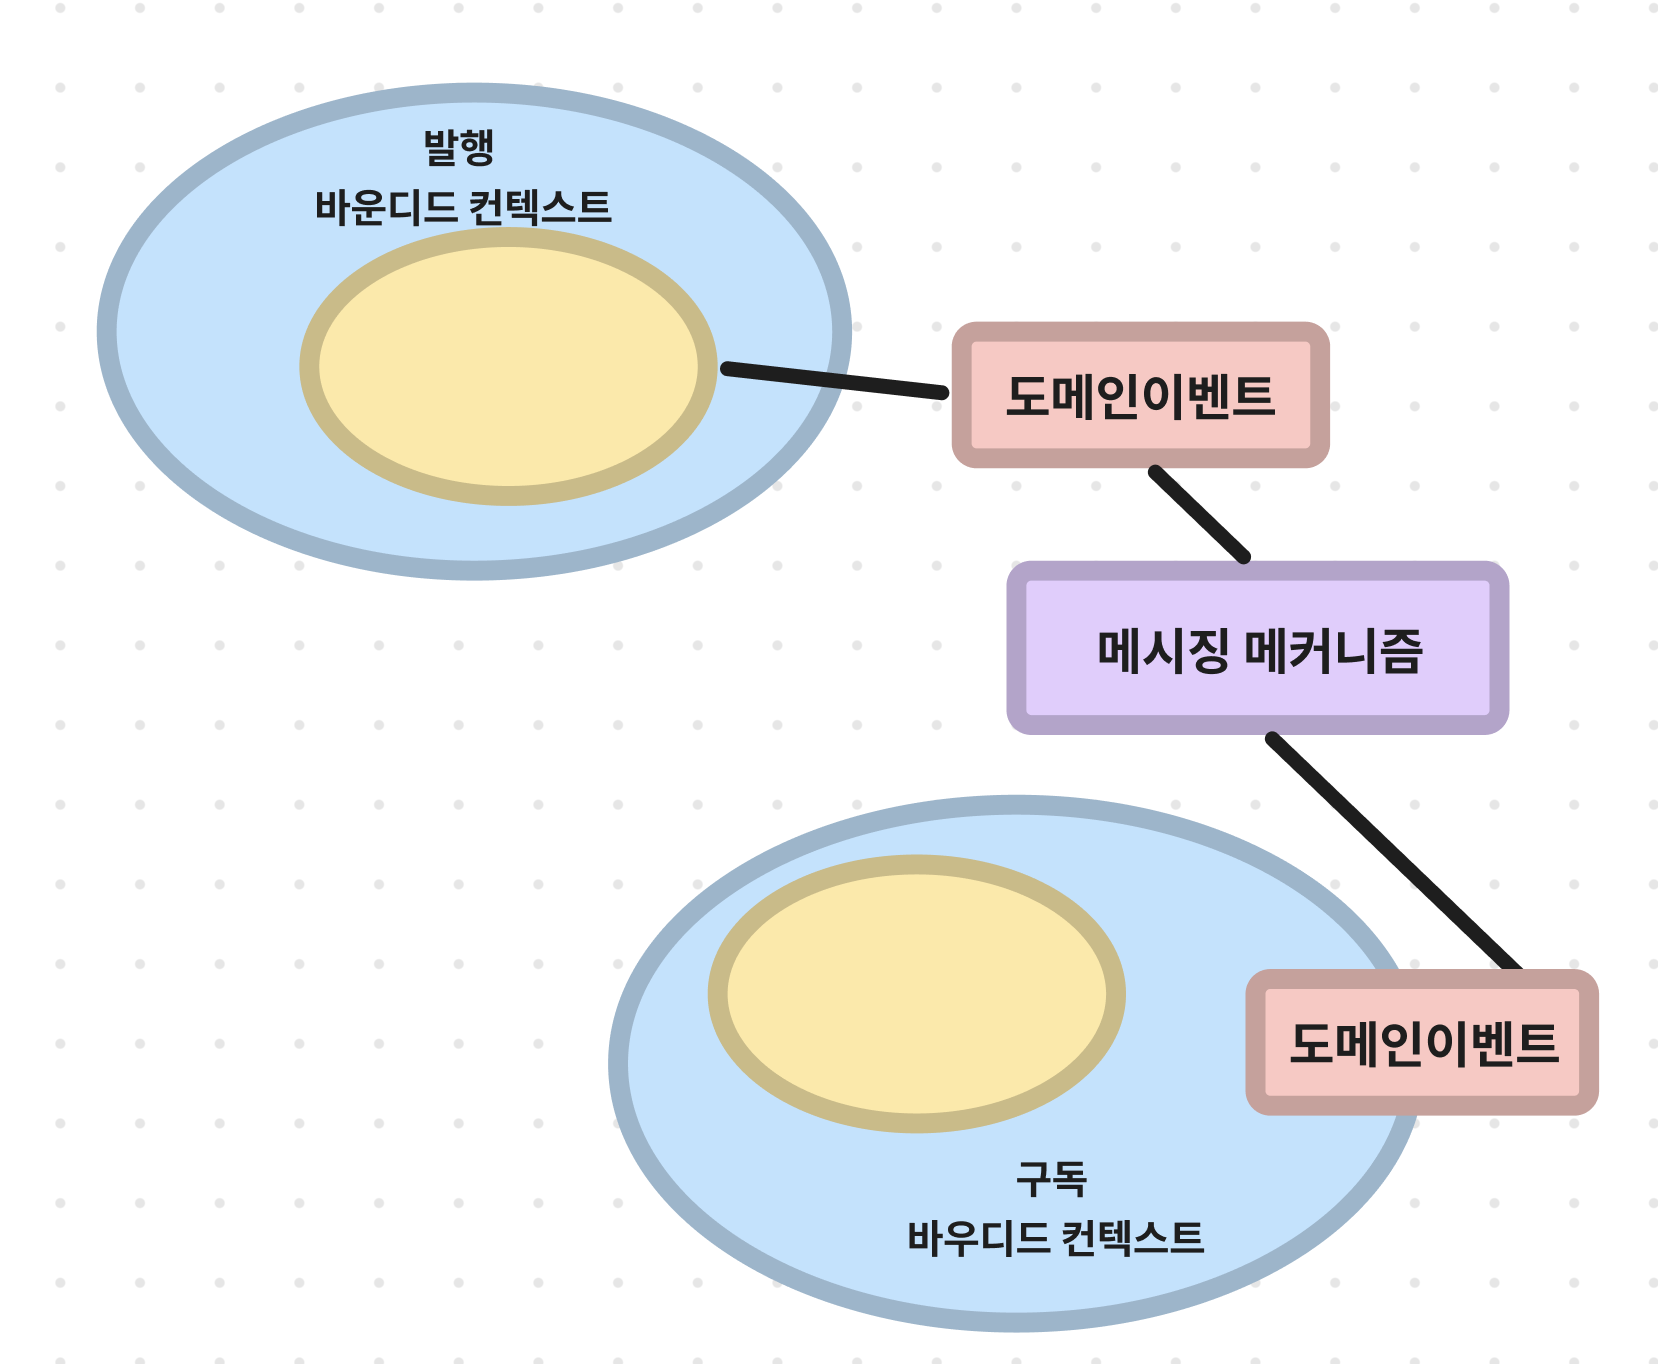 발행
바운디드 컨텍스트
도메인이벤트
메시징 메커니즘
도메인이벤트
구독
바우디드 컨텍스트